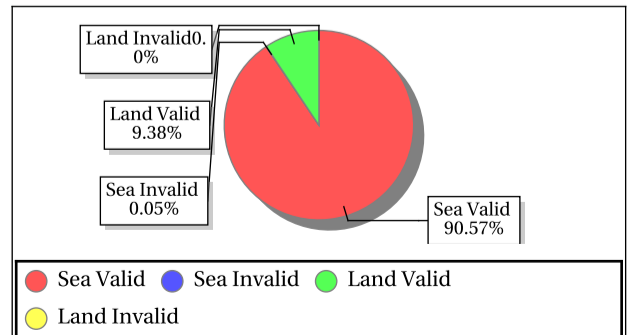 Land Invalid0.
0%
Land Valid
9.38%
Sea Invalid
0.05%
Sea Valid
90.57%
Sea Valid Sea Invalid Land Valid
Land Invalid